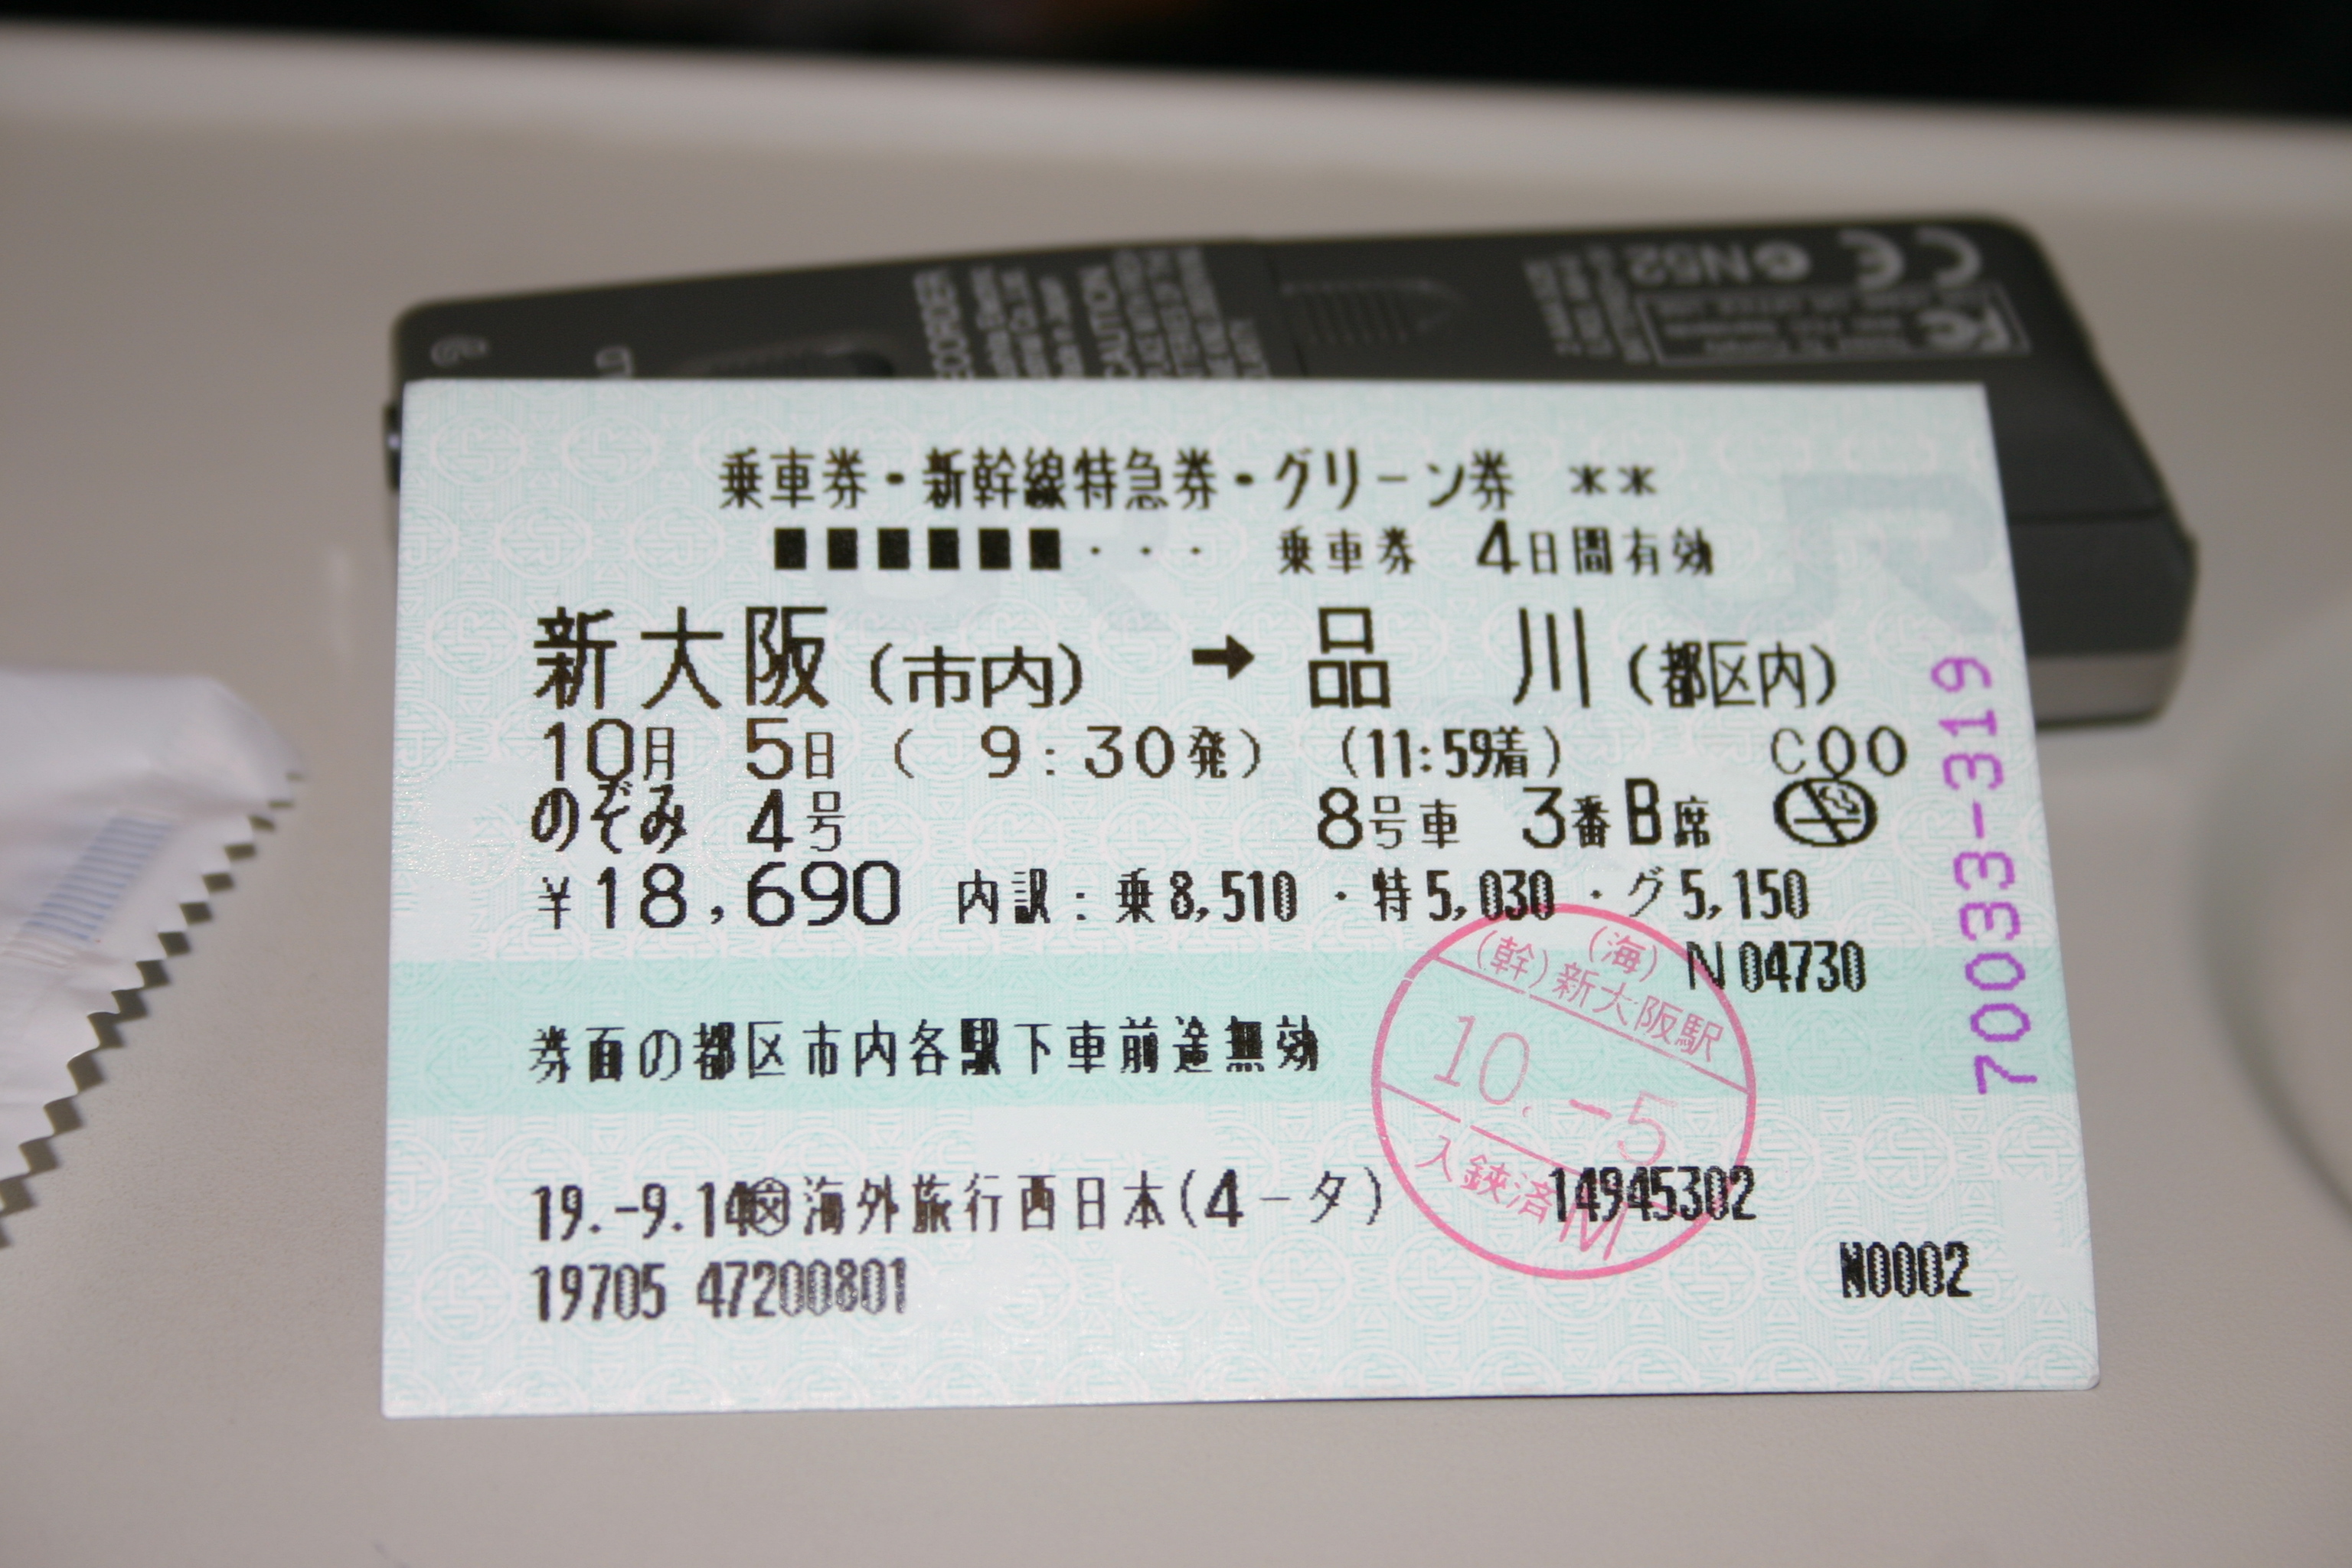 乗車券・新幹線特急券・グリーン券 **
■■■■■■・・・ 乗車券 4日間有効
新大阪(市内) ➡ 品川(都区内)
10月 5日 ( 9:30発) (11:59着) C00
のぞみ 4号 8号車 3番B席
¥18,690 内訳:乗8,510・特5,030・グ5,150
N04730
券面の都区市内各駅下車前途無効
(海)
(幹)新大阪駅
10.-5
入鋏済M
19.-9.14 海外旅行西日本(4-タ) 14945302
19705 47200801
N0002
70033-319
CAUTION
N52
CE